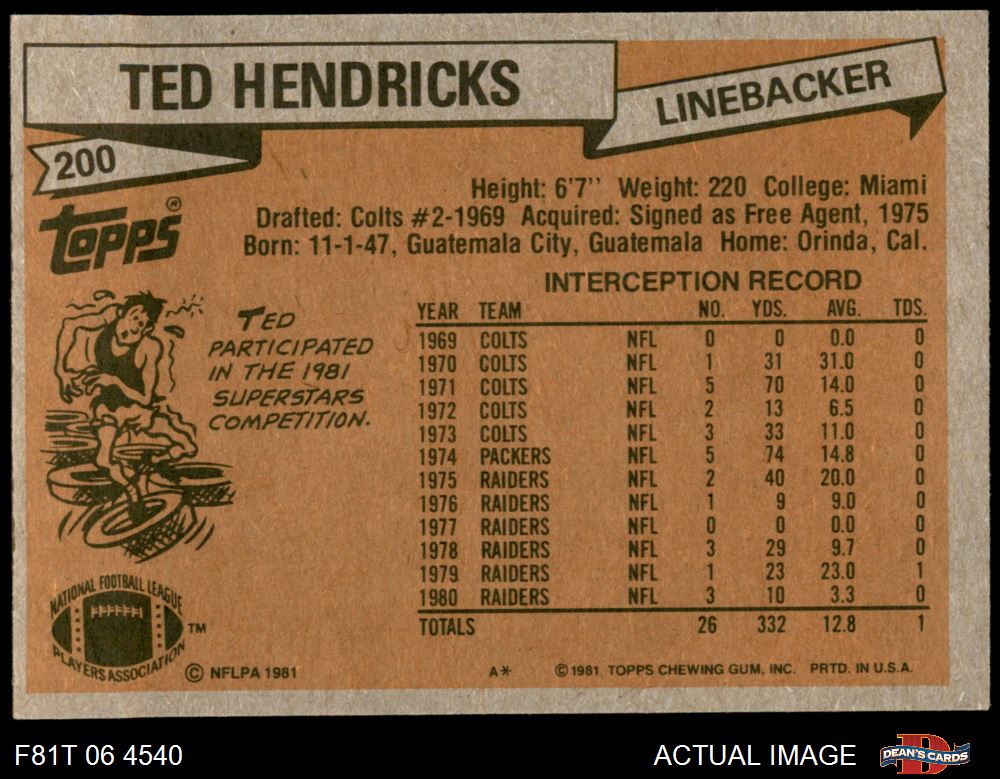 TED HENDRICKS
LINEBACKER
200
Topps®
Height: 6'7'' Weight: 220 College: Miami
Drafted: Colts #2-1969 Acquired: Signed as Free Agent, 1975
Born: 11-1-47, Guatemala City, Guatemala Home: Orinda, Cal.
TED
PARTICIPATED
IN THE 1981
SUPERSTARS
COMPETITION.
INTERCEPTION RECORD
YEAR TEAM NO. YDS. AVG. TDS.
1969 COLTS NFL 0 0 0.0 0
1970 COLTS NFL 1 31 31.0 0
1971 COLTS NFL 5 70 14.0 0
1972 COLTS NFL 2 13 6.5 0
1973 COLTS NFL 3 33 11.0 0
1974 PACKERS NFL 5 74 14.8 0
1975 RAIDERS NFL 2 40 20.0 0
1976 RAIDERS NFL 1 9 9.0 0
1977 RAIDERS NFL 0 0 0.0 0
1978 RAIDERS NFL 3 29 9.7 0
1979 RAIDERS NFL 1 23 23.0 1
1980 RAIDERS NFL 3 10 3.3 0
TOTALS 26 332 12.8 1
NATIONAL FOOTBALL LEAGUE
PLAYERS ASSOCIATION
TM
© NFLPA 1981
A*
© 1981 TOPPS CHEWING GUM, INC. PRTD. IN U.S.A.
F81T 06 4540
ACTUAL IMAGE
D
DEAN'S CARDS